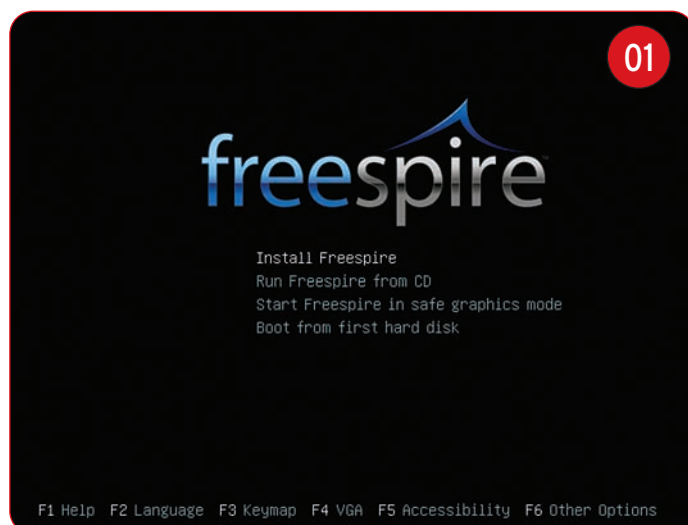 01
freespire™
Install Freespire
Run Freespire from CD
Start Freespire in safe graphics mode
Boot from first hard disk
F1 Help F2 Language F3 Keymap F4 VGA F5 Accessibility F6 Other Options